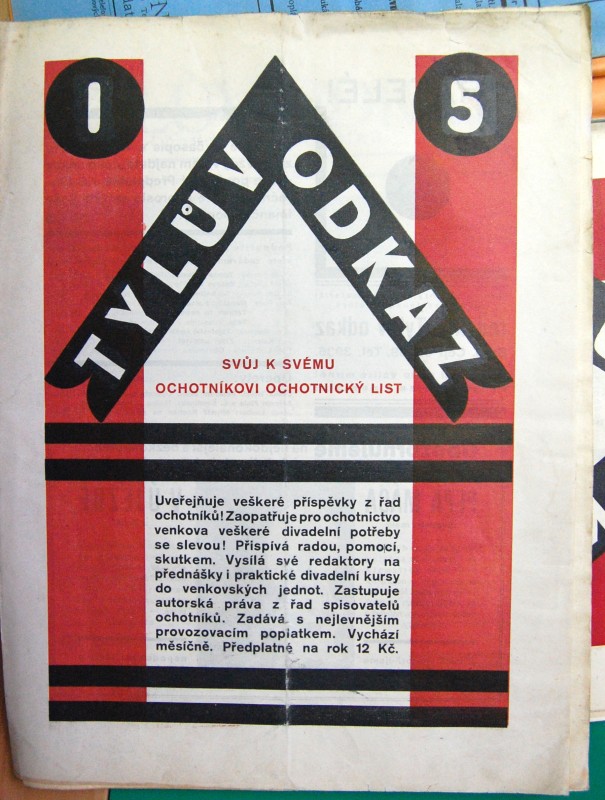 1 5
TYLŮV ODKAZ
SVŮJ K SVÉMU
OCHOTNÍKOVI OCHOTNICKÝ LIST
Uveřejňuje veškeré příspěvky z řad
ochotníků! Zaopatřuje pro ochotnictvo
venkova veškeré divadelní potřeby
se slevou! Přispívá radou, pomocí,
skutkem. Vysílá své redaktory na
přednášky i praktické divadelní kursy
do venkovských jednot. Zastupuje
autorská práva z řad spisovatelů
ochotníků. Zadává s nejlevnějším
provozovacím poplatkem. Vychází
měsíčně. Předplatné na rok 12 Kč.